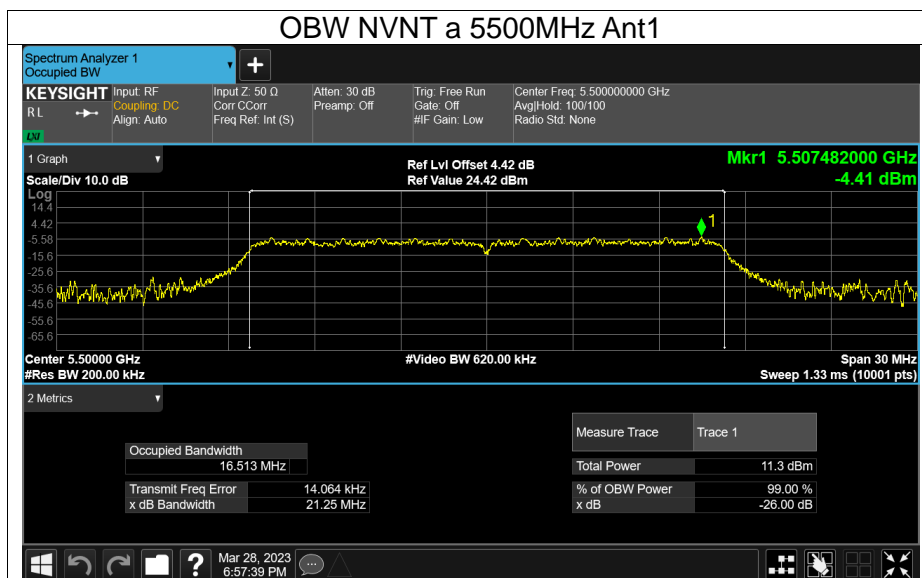 OBW NVNT a 5500MHz Ant1
Spectrum Analyzer 1
Occupied BW
+
KEYSIGHT
R L
LXI
Input: RF
Coupling: DC
Align: Auto
Input Z: 50 Ω
Corr CCorr
Freq Ref: Int (S)
Atten: 30 dB
Preamp: Off
Trig: Free Run
Gate: Off
#IF Gain: Low
Center Freq: 5.500000000 GHz
Avg|Hold: 100/100
Radio Std: None
1 Graph
Scale/Div 10.0 dB
Ref Lvl Offset 4.42 dB
Ref Value 24.42 dBm
Mkr1 5.507482000 GHz
-4.41 dBm
Log
14.4
4.42
-5.58
-15.6
-25.6
-35.6
-45.6
-55.6
-65.6
1
Center 5.50000 GHz
#Video BW 620.00 kHz
Span 30 MHz
#Res BW 200.00 kHz
Sweep 1.33 ms (10001 pts)
2 Metrics
Measure Trace Trace 1
Occupied Bandwidth
16.513 MHz
Total Power 11.3 dBm
Transmit Freq Error 14.064 kHz
% of OBW Power 99.00 %
x dB Bandwidth 21.25 MHz
x dB -26.00 dB
?
Mar 28, 2023
6:57:39 PM